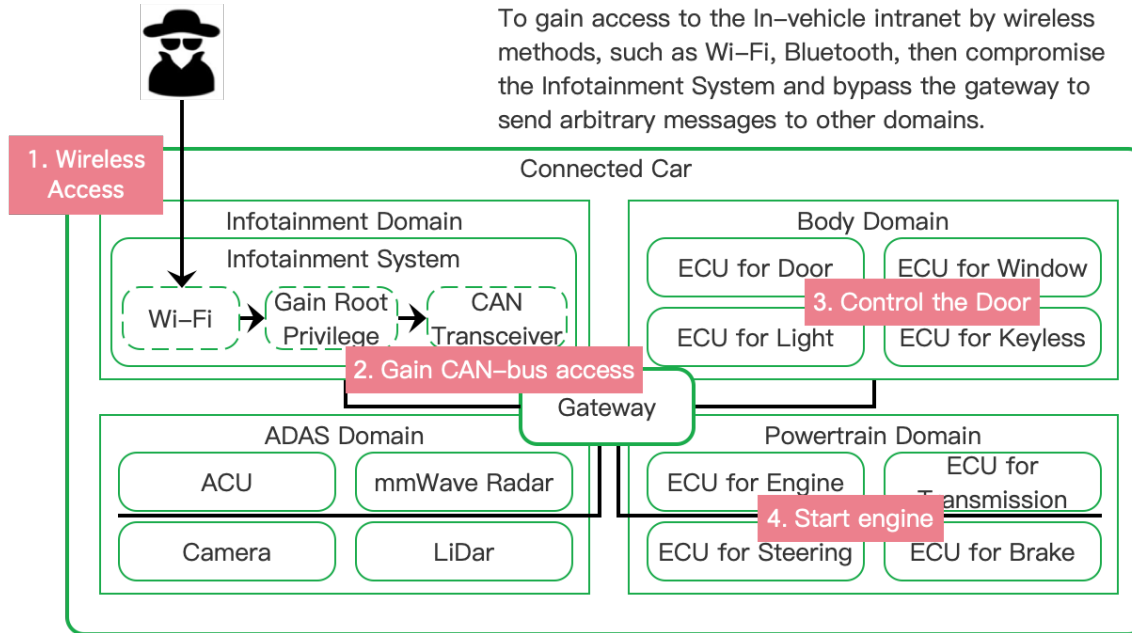 To gain access to the In-vehicle intranet by wireless
methods, such as Wi-Fi, Bluetooth, then compromise
the Infotainment System and bypass the gateway to
send arbitrary messages to other domains.
1. Wireless
Access
Connected Car
Infotainment Domain
Infotainment System
Wi-Fi
Gain Root
Privilege
CAN
Transceiver
2. Gain CAN-bus access
Body Domain
ECU for Door
ECU for Window
3. Control the Door
ECU for Light
ECU for Keyless
Gateway
ADAS Domain
ACU
mmWave Radar
Camera
LiDar
Powertrain Domain
ECU for Engine
ECU for
Transmission
4. Start engine
ECU for Steering
ECU for Brake